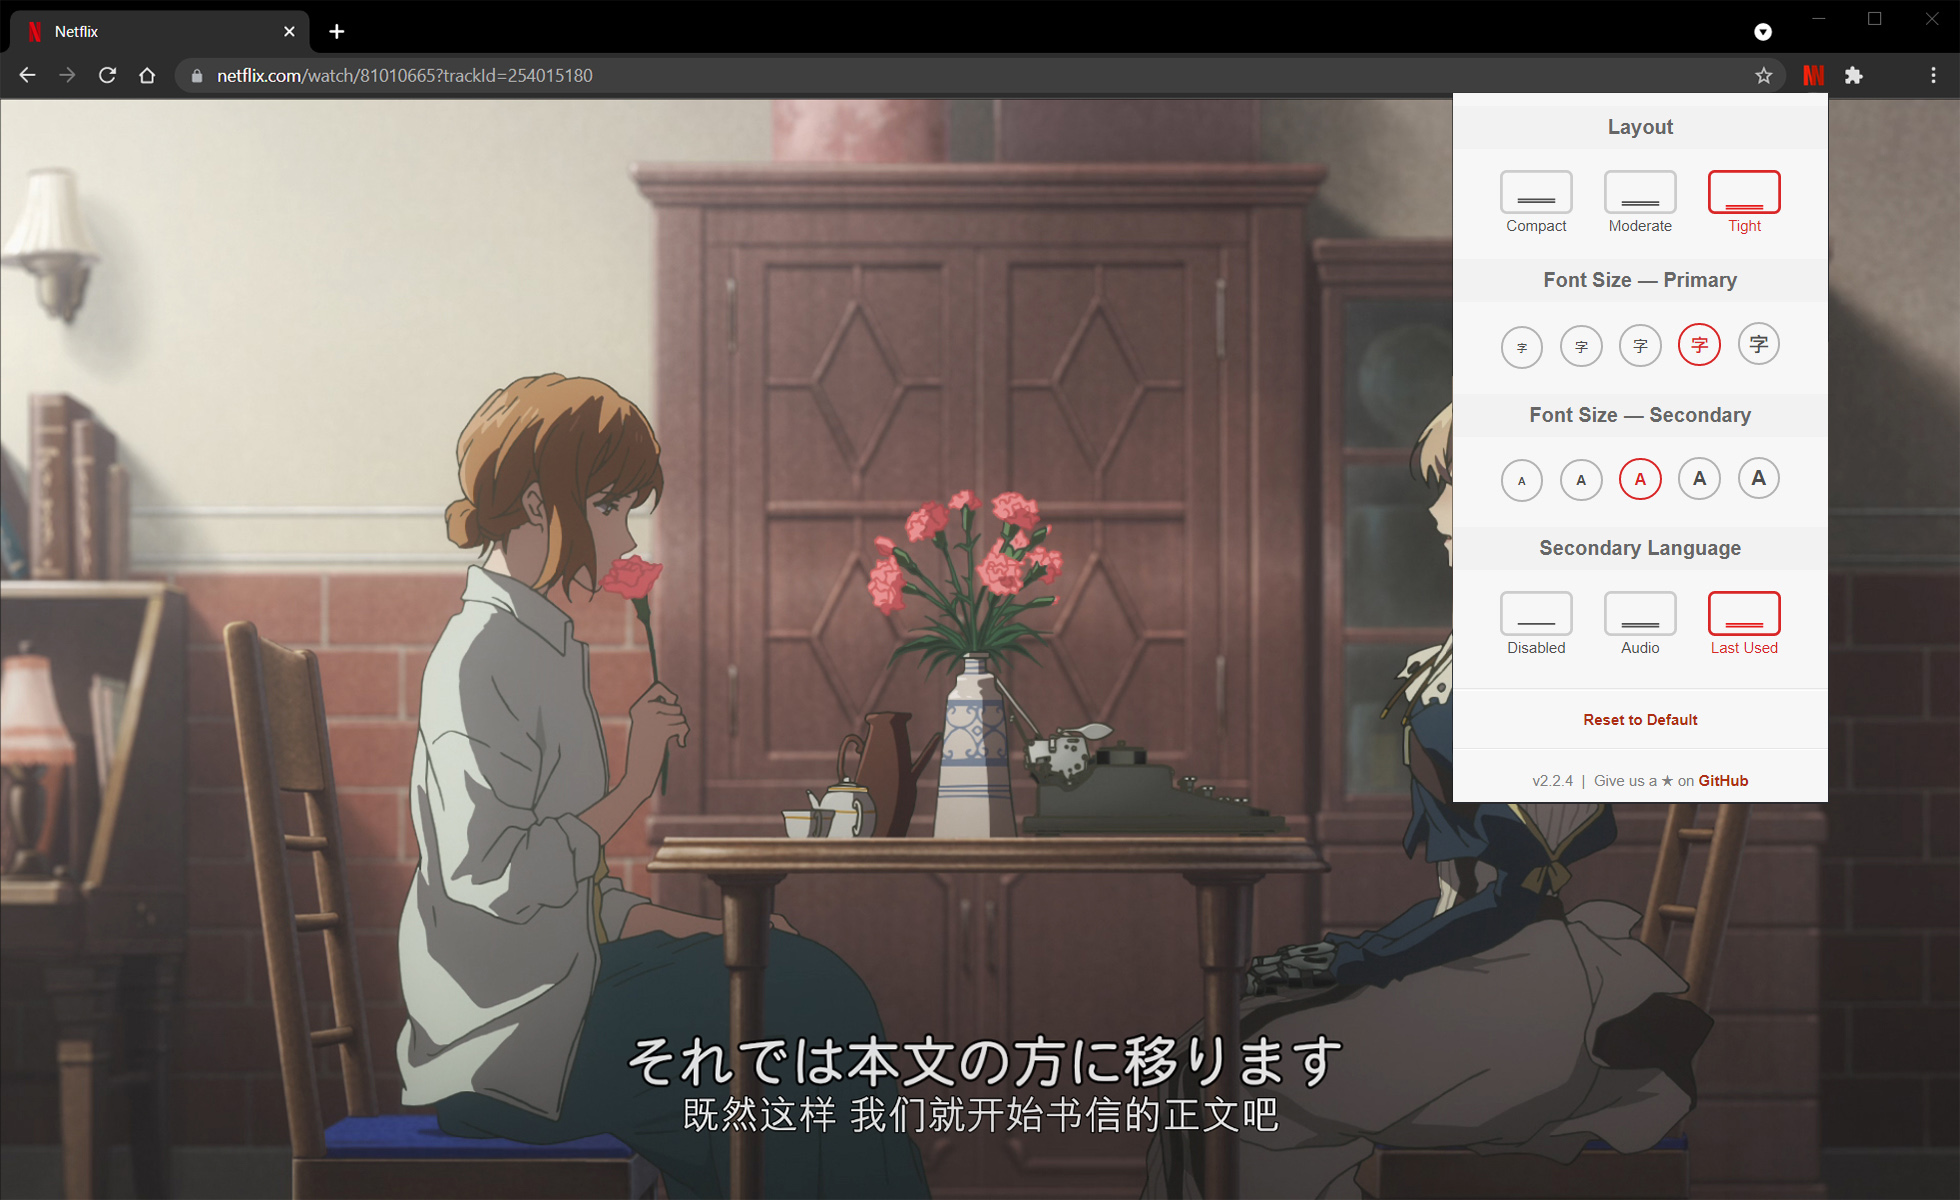 Netflix
netflix.com/watch/81010665?trackId=254015180
Layout
Compact
Moderate
Tight
Font Size — Primary
字 字 字 字 字
Font Size — Secondary
A A A A A
Secondary Language
Disabled
Audio
Last Used
Reset to Default
v2.2.4 | Give us a ★ on GitHub
それでは本文の方に移ります
既然这样 我们就开始书信的正文吧